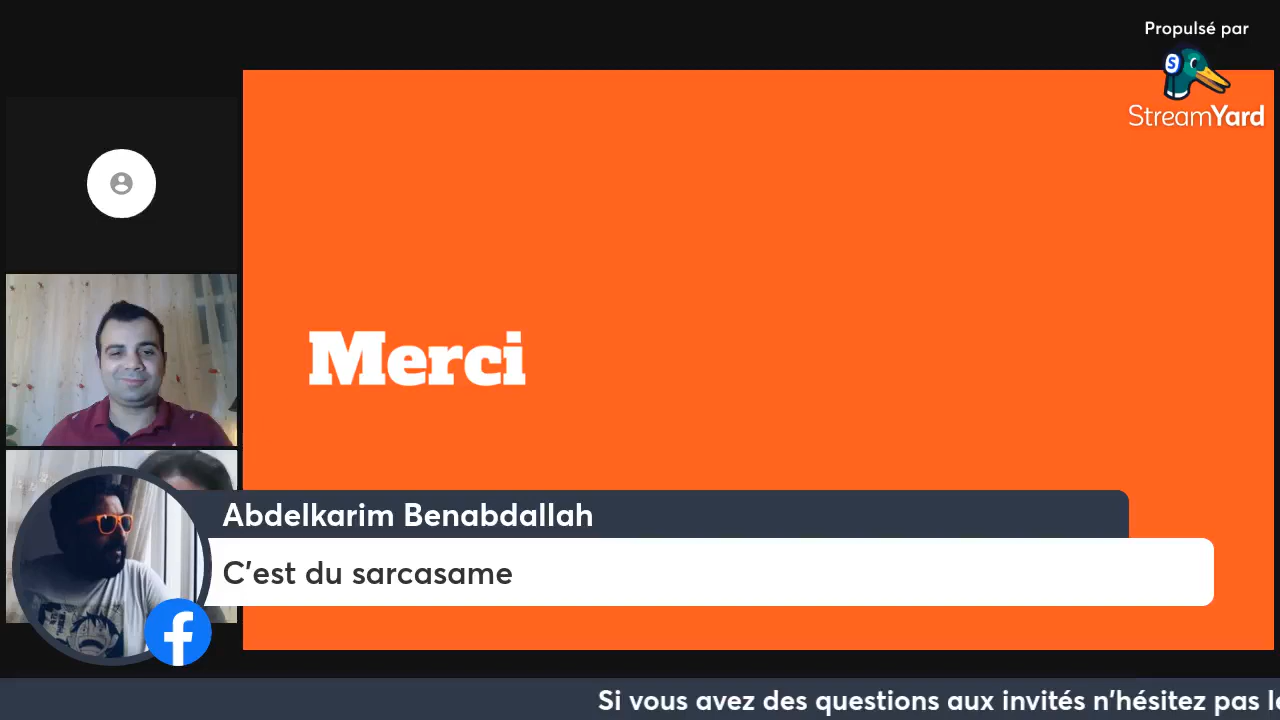 Propulsé par
S
StreamYard
Merci
Abdelkarim Benabdallah
C'est du sarcasame
Si vous avez des questions aux invités n'hésitez pas